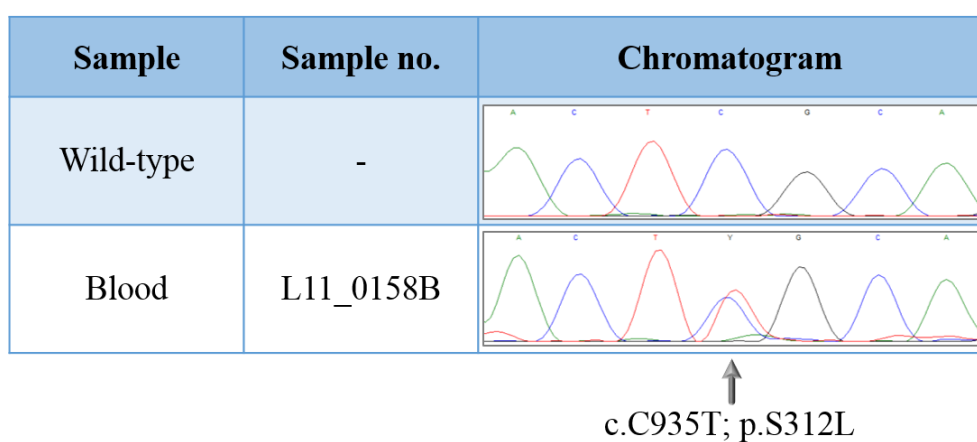 Sample Sample no. Chromatogram
A C T C G C A
Wild-type -
A C T Y G C A
Blood L11_0158B
c.C935T; p.S312L